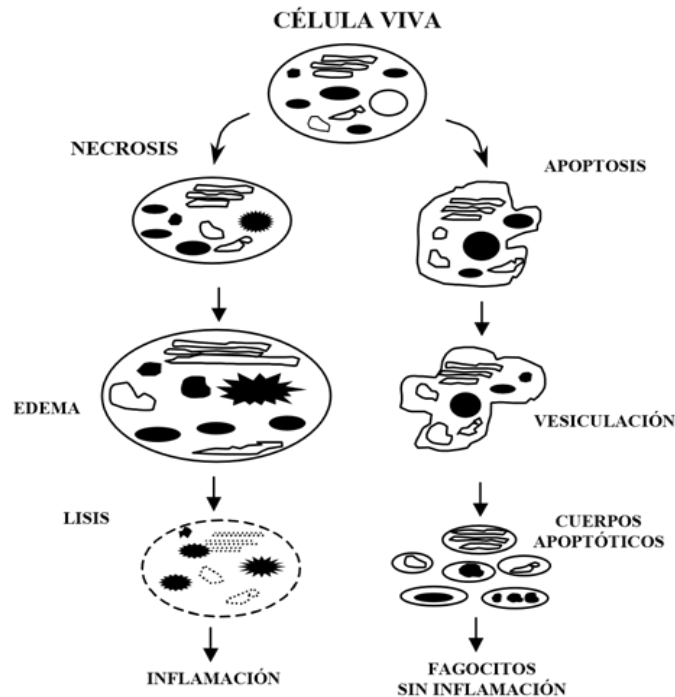 CÉLULA VIVA
NECROSIS
APOPTOSIS
EDEMA
VESICULACIÓN
LISIS
CUERPOS
APOPTÓTICOS
INFLAMACIÓN
FAGOCITOS
SIN INFLAMACIÓN